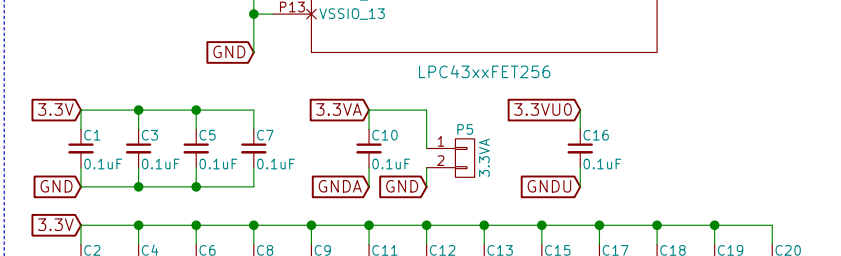 P13 VSSIO_13
GND
LPC43xxFET256
3.3V 3.3VA 3.3VU0
P5
C1 C3 C5 C7 C10 1 C16
3.3VA
0.1uF 0.1uF 0.1uF 0.1uF 0.1uF 2 0.1uF
GND GNDA GND GNDU
3.3V
C2 C4 C6 C8 C9 C11 C12 C13 C15 C17 C18 C19 C20